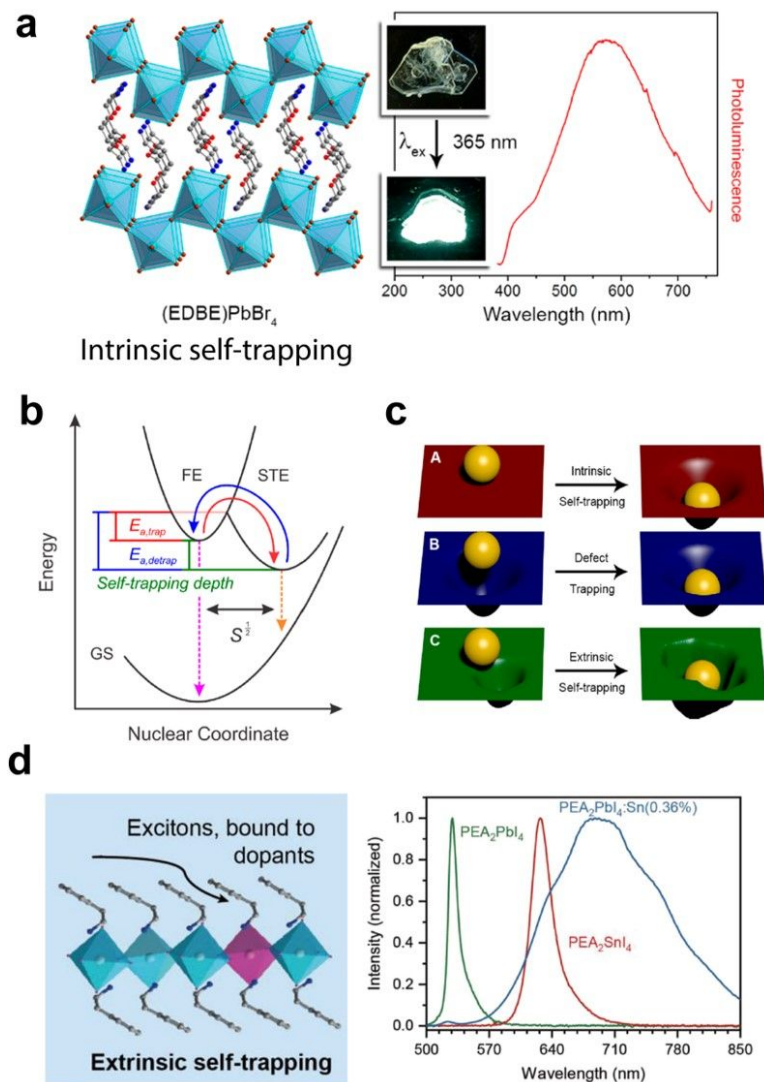 a
(EDBE)PbBr₄
Intrinsic self-trapping
λex 365 nm
Photoluminescence
200 300 400 500 600 700
Wavelength (nm)
b
FE STE
Ea,trap
Ea,detrap
Self-trapping depth
S½
GS
Energy
Nuclear Coordinate
c
A
Intrinsic
Self-trapping
B
Defect
Trapping
C
Extrinsic
Self-trapping
d
Excitons, bound to
dopants
Extrinsic self-trapping
PEA₂PbI₄:Sn(0.36%)
PEA₂PbI₄
PEA₂SnI₄
Intensity (normalized)
1.0
0.8
0.6
0.4
0.2
0.0
500 570 640 710 780 850
Wavelength (nm)